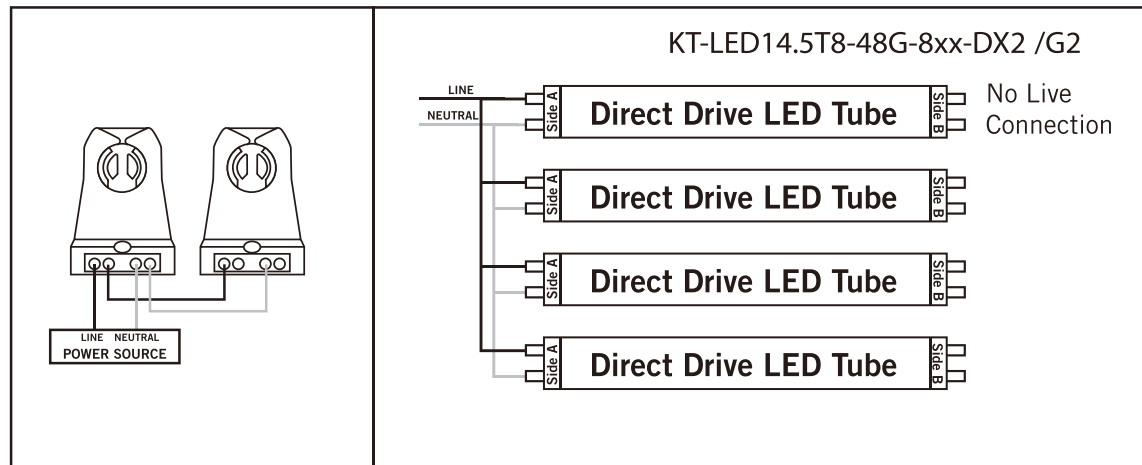 KT-LED14.5T8-48G-8xx-DX2 /G2
LINE NEUTRAL
POWER SOURCE
LINE
NEUTRAL
Side A Direct Drive LED Tube Side B
No Live
Connection
Side A Direct Drive LED Tube Side B
Side A Direct Drive LED Tube Side B
Side A Direct Drive LED Tube Side B